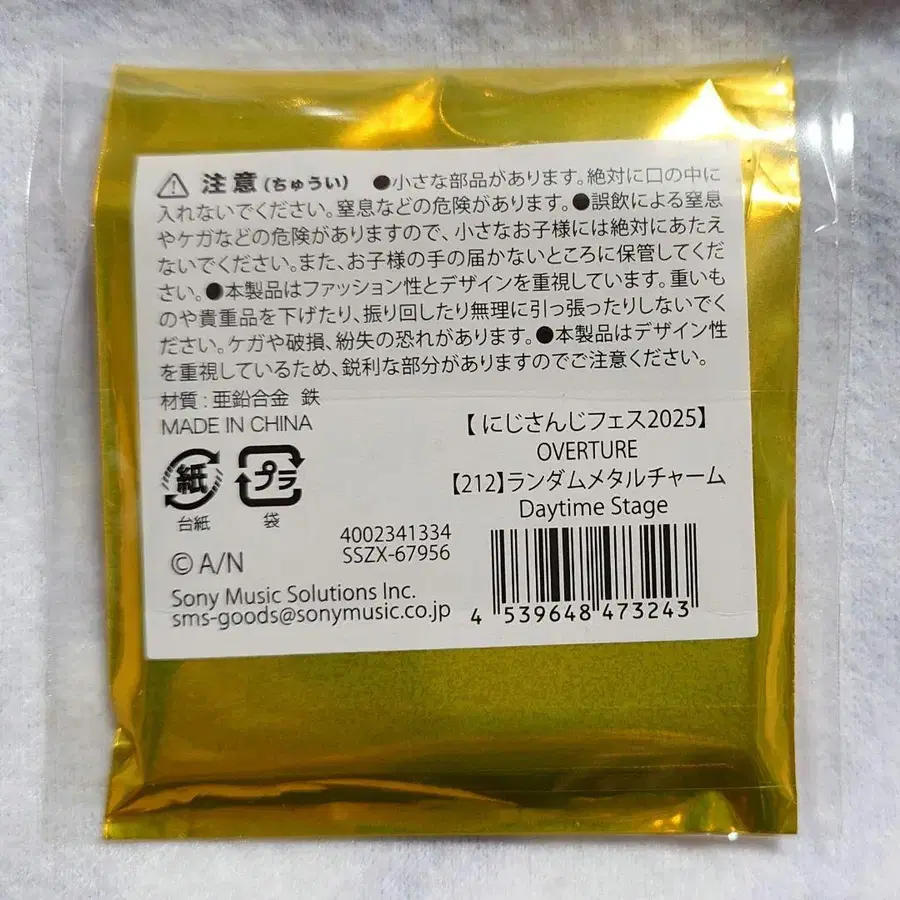 注意(ちゅうい) ●小さな部品があります。絶対に口の中に
入れないでください。窒息などの危険があります。●誤飲による窒息
やケガなどの危険がありますので、小さなお子様には絶対にあたえ
ないでください。また、お子様の手の届かないところに保管してくだ
さい。●本製品はファッション性とデザインを重視しています。重いも
のや貴重品を下げたり、振り回したり無理に引っ張ったりしないでく
ださい。ケガや破損、紛失の恐れがあります。●本製品はデザイン性
を重視しているため、鋭利な部分がありますのでご注意ください。
材質:亜鉛合金 鉄
MADE IN CHINA
紙
台紙
プラ
袋
【にじさんじフェス2025】
OVERTURE
【212】ランダムメタルチャーム
Daytime Stage
4002341334
SSZX-67956
© A/N
Sony Music Solutions Inc.
sms-goods@sonymusic.co.jp
4 539648 473243